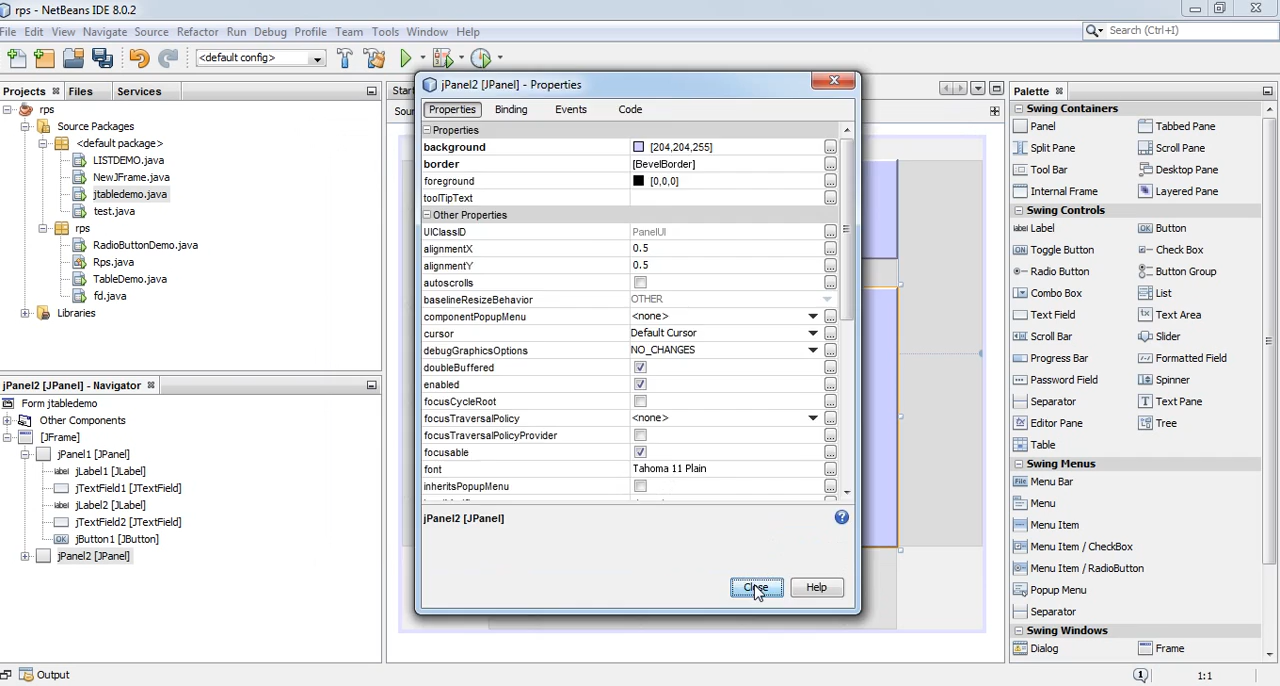 rps - NetBeans IDE 8.0.2
File Edit View Navigate Source Refactor Run Debug Profile Team Tools Window Help
Search (Ctrl+I)
<default config>
Projects Files Services
rps
Source Packages
<default package>
LISTDEMO.java
NewJFrame.java
jtabledemo.java
test.java
rps
RadioButtonDemo.java
Rps.java
TableDemo.java
fd.java
Libraries
jPanel2 [JPanel] - Navigator
Form jtabledemo
Other Components
[JFrame]
jPanel1 [JPanel]
label jLabel1 [JLabel]
jTextField1 [JTextField]
label jLabel2 [JLabel]
jTextField2 [JTextField]
OK jButton1 [JButton]
jPanel2 [JPanel]
Output
Star
Sour
jPanel2 [JPanel] - Properties
Properties Binding Events Code
Properties
background [204,204,255]
border [BevelBorder]
foreground [0,0,0]
toolTipText
Other Properties
UIClassID PanelUI
alignmentX 0.5
alignmentY 0.5
autoscrolls
baselineResizeBehavior OTHER
componentPopupMenu <none>
cursor Default Cursor
debugGraphicsOptions NO_CHANGES
doubleBuffered
enabled
focusCycleRoot
focusTraversalPolicy <none>
focusTraversalPolicyProvider
focusable
font Tahoma 11 Plain
inheritsPopupMenu
jPanel2 [JPanel]
Close Help
Palette
Swing Containers
Panel Tabbed Pane
Split Pane Scroll Pane
Tool Bar Desktop Pane
Internal Frame Layered Pane
Swing Controls
label Label OK Button
ON Toggle Button Check Box
Radio Button Button Group
Combo Box List
Text Field Text Area
Scroll Bar Slider
Progress Bar Formatted Field
Password Field Spinner
Separator Text Pane
Editor Pane Tree
Table
Swing Menus
File Menu Bar Menu
Menu Item
Menu Item / CheckBox
Menu Item / RadioButton
Popup Menu
Separator
Swing Windows
Dialog Frame
1 1:1